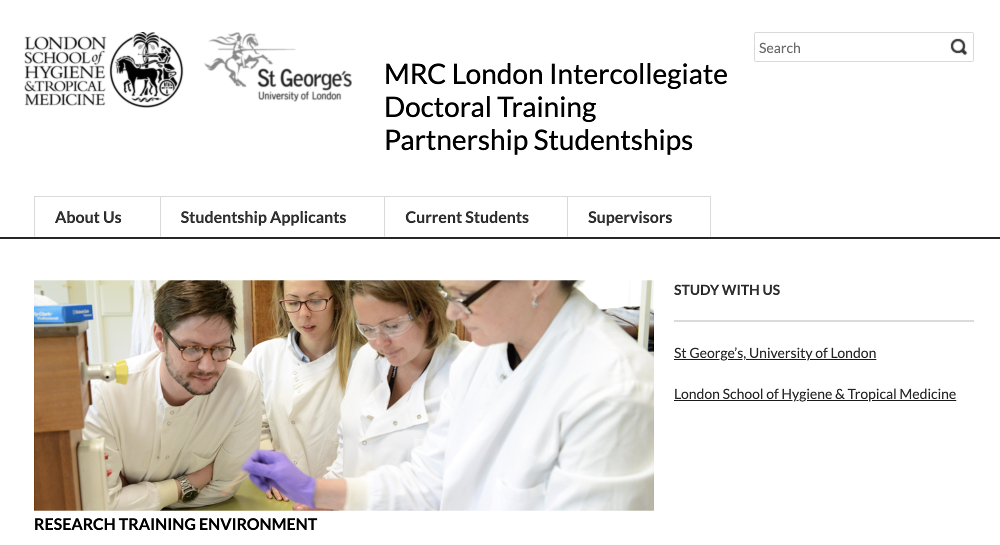 LONDON
SCHOOL of
HYGIENE
&TROPICAL
MEDICINE
St George's
University of London
MRC London Intercollegiate
Doctoral Training
Partnership Studentships
Search
About Us
Studentship Applicants
Current Students
Supervisors
STUDY WITH US
St George’s, University of London
London School of Hygiene & Tropical Medicine
RESEARCH TRAINING ENVIRONMENT